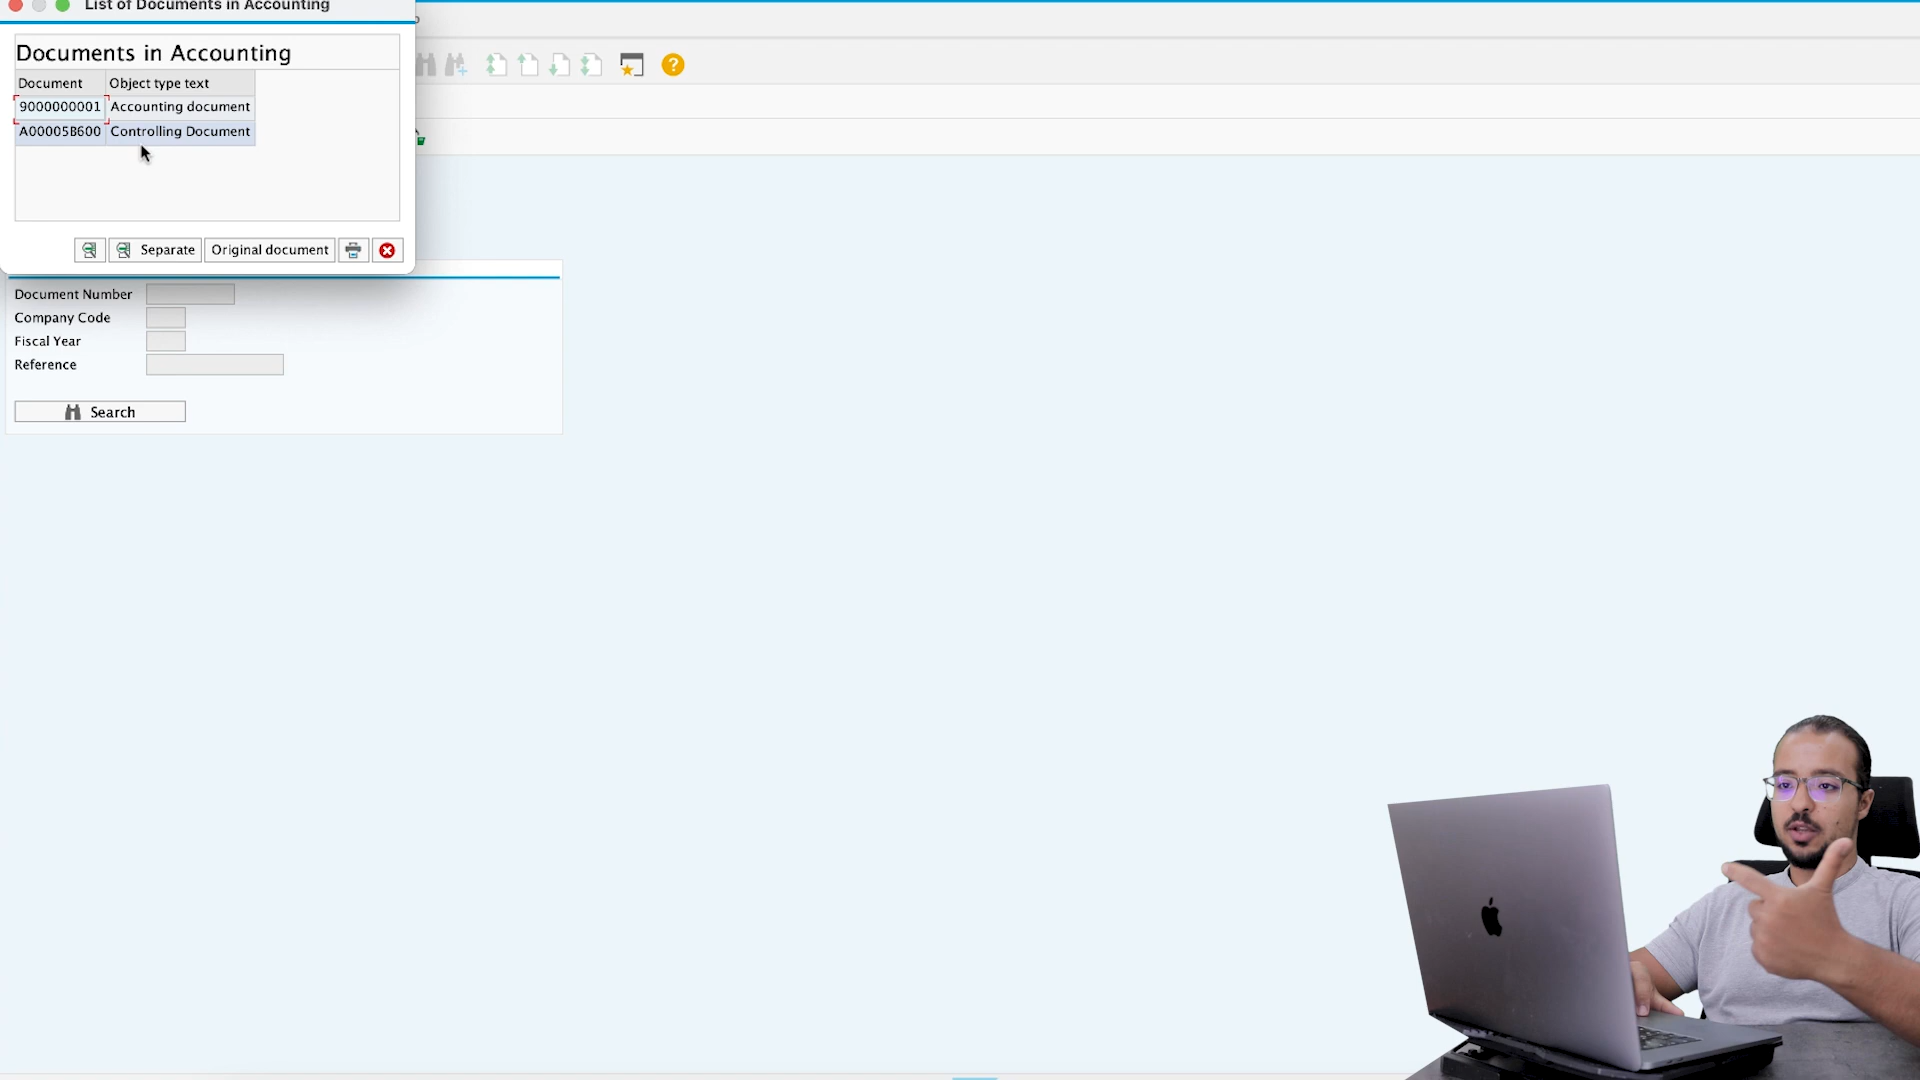 List of Documents in Accounting
Documents in Accounting
Document Object type text
9000000001 Accounting document
A00005B600 Controlling Document
Separate Original document
Document Number
Company Code
Fiscal Year
Reference
Search